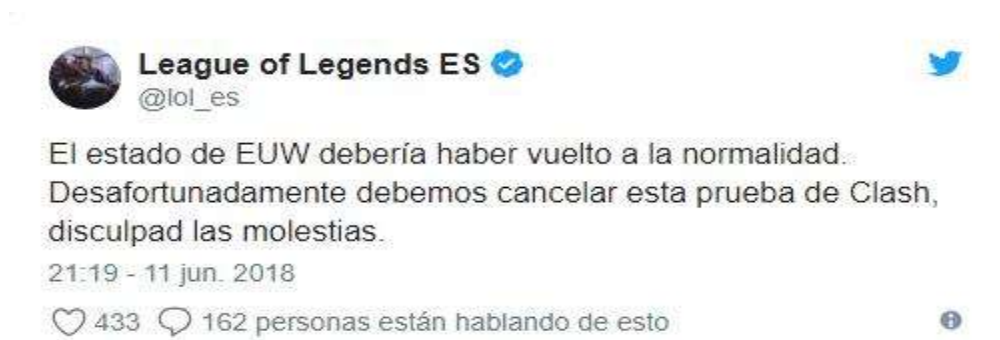 League of Legends ES
@lol_es
El estado de EUW debería haber vuelto a la normalidad.
Desafortunadamente debemos cancelar esta prueba de Clash,
disculpad las molestias.
21:19 - 11 jun. 2018
433 162 personas están hablando de esto